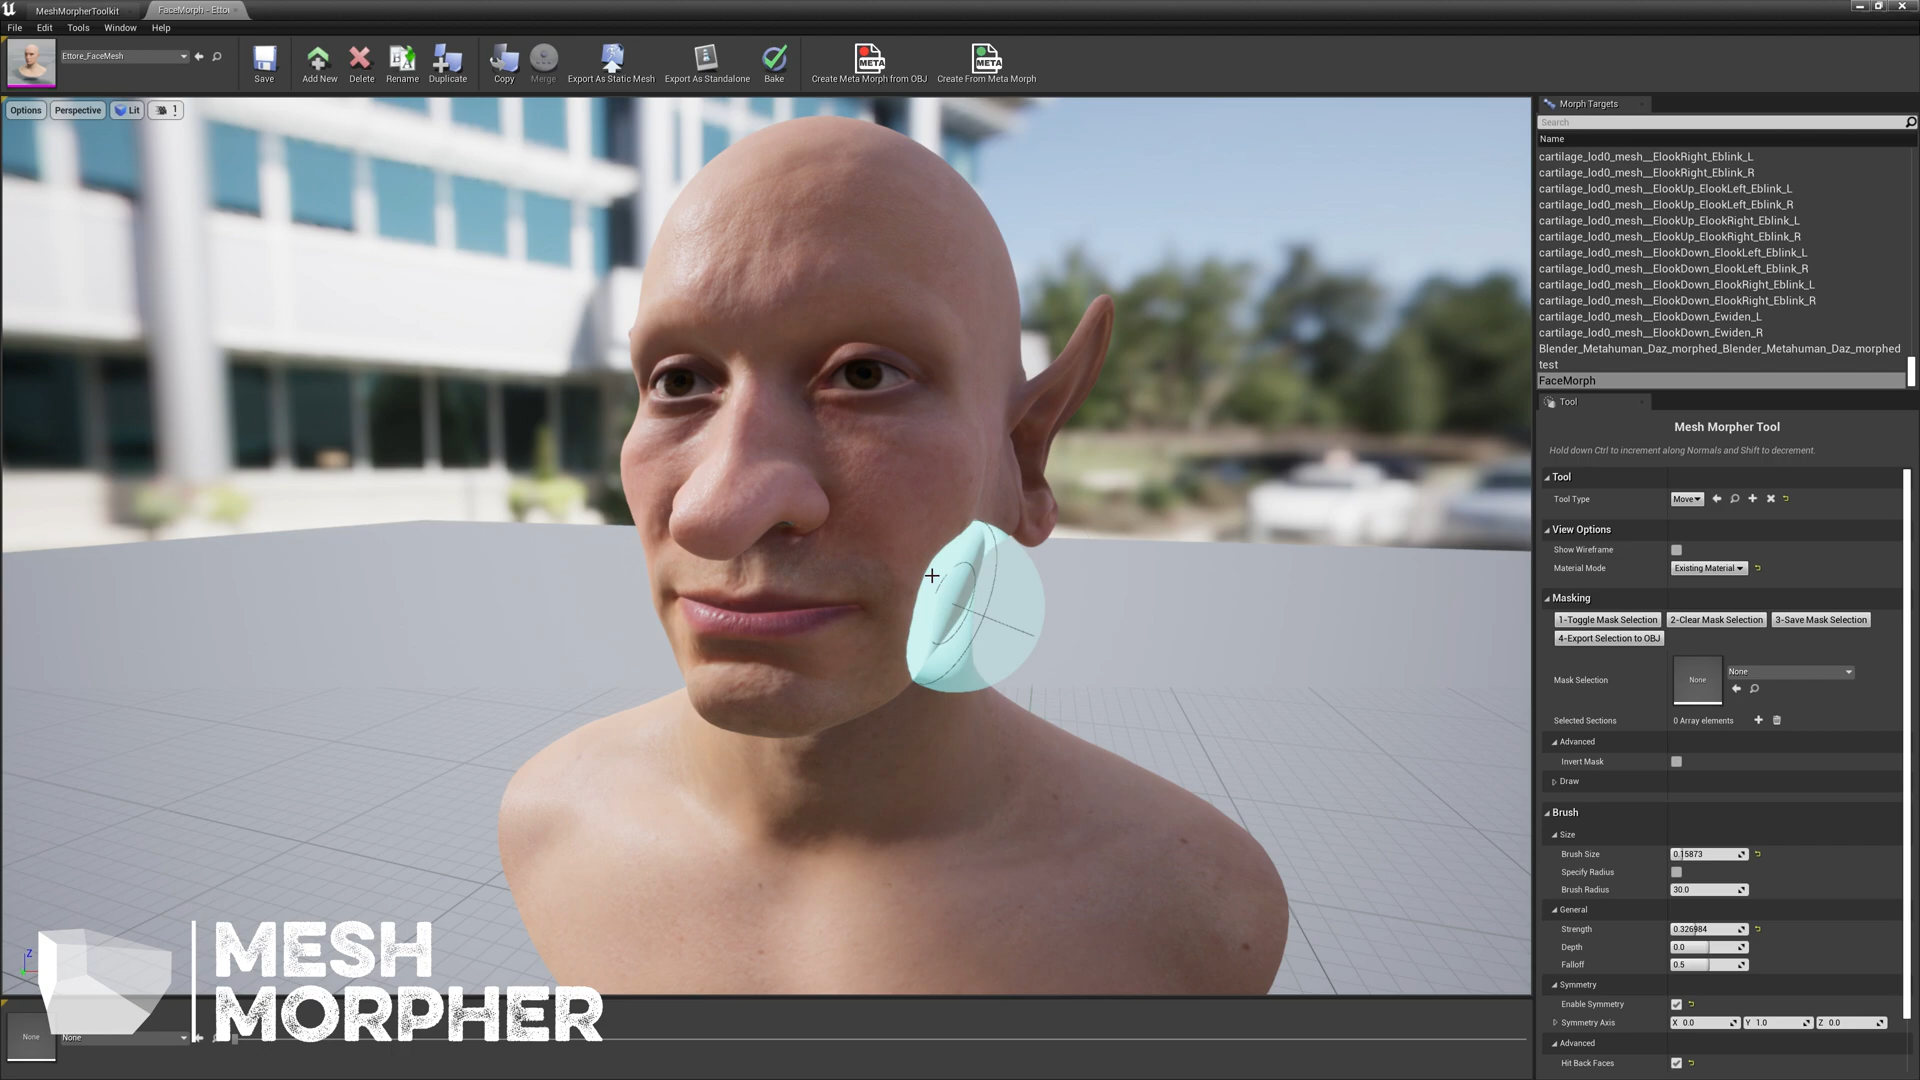 MeshMorpherToolkit
FaceMorph - Ettor
File Edit Tools Window Help
Ettore_FaceMesh
Save
Add New
Delete
Rename
Duplicate
Copy
Merge
Export As Static Mesh
Export As Standalone
Bake
META
Create Meta Morph from OBJ
META
Create From Meta Morph
Options
Perspective
Lit
1
Morph Targets
Search
Name
cartilage_lod0_mesh__ElookRight_Eblink_L
cartilage_lod0_mesh__ElookRight_Eblink_R
cartilage_lod0_mesh__ElookUp_ElookLeft_Eblink_L
cartilage_lod0_mesh__ElookUp_ElookLeft_Eblink_R
cartilage_lod0_mesh__ElookUp_ElookRight_Eblink_L
cartilage_lod0_mesh__ElookUp_ElookRight_Eblink_R
cartilage_lod0_mesh__ElookDown_ElookLeft_Eblink_L
cartilage_lod0_mesh__ElookDown_ElookLeft_Eblink_R
cartilage_lod0_mesh__ElookDown_ElookRight_Eblink_L
cartilage_lod0_mesh__ElookDown_ElookRight_Eblink_R
cartilage_lod0_mesh__ElookDown_Ewiden_L
cartilage_lod0_mesh__ElookDown_Ewiden_R
Blender_Metahuman_Daz_morphed_Blender_Metahuman_Daz_morphed
test
FaceMorph
Tool
Mesh Morpher Tool
Hold down Ctrl to increment along Normals and Shift to decrement.
Tool
Tool Type Move
View Options
Show Wireframe
Material Mode Existing Material
Masking
1-Toggle Mask Selection 2-Clear Mask Selection 3-Save Mask Selection
4-Export Selection to OBJ
Mask Selection None None
Selected Sections 0 Array elements
Advanced
Invert Mask
Draw
Brush
Size
Brush Size 0.15873
Specify Radius
Brush Radius 30.0
General
Strength 0.326984
Depth 0.0
Falloff 0.5
Symmetry
Enable Symmetry
Symmetry Axis X 0.0 Y 1.0 Z 0.0
Advanced
Hit Back Faces
Z
MESH
MORPHER
None None